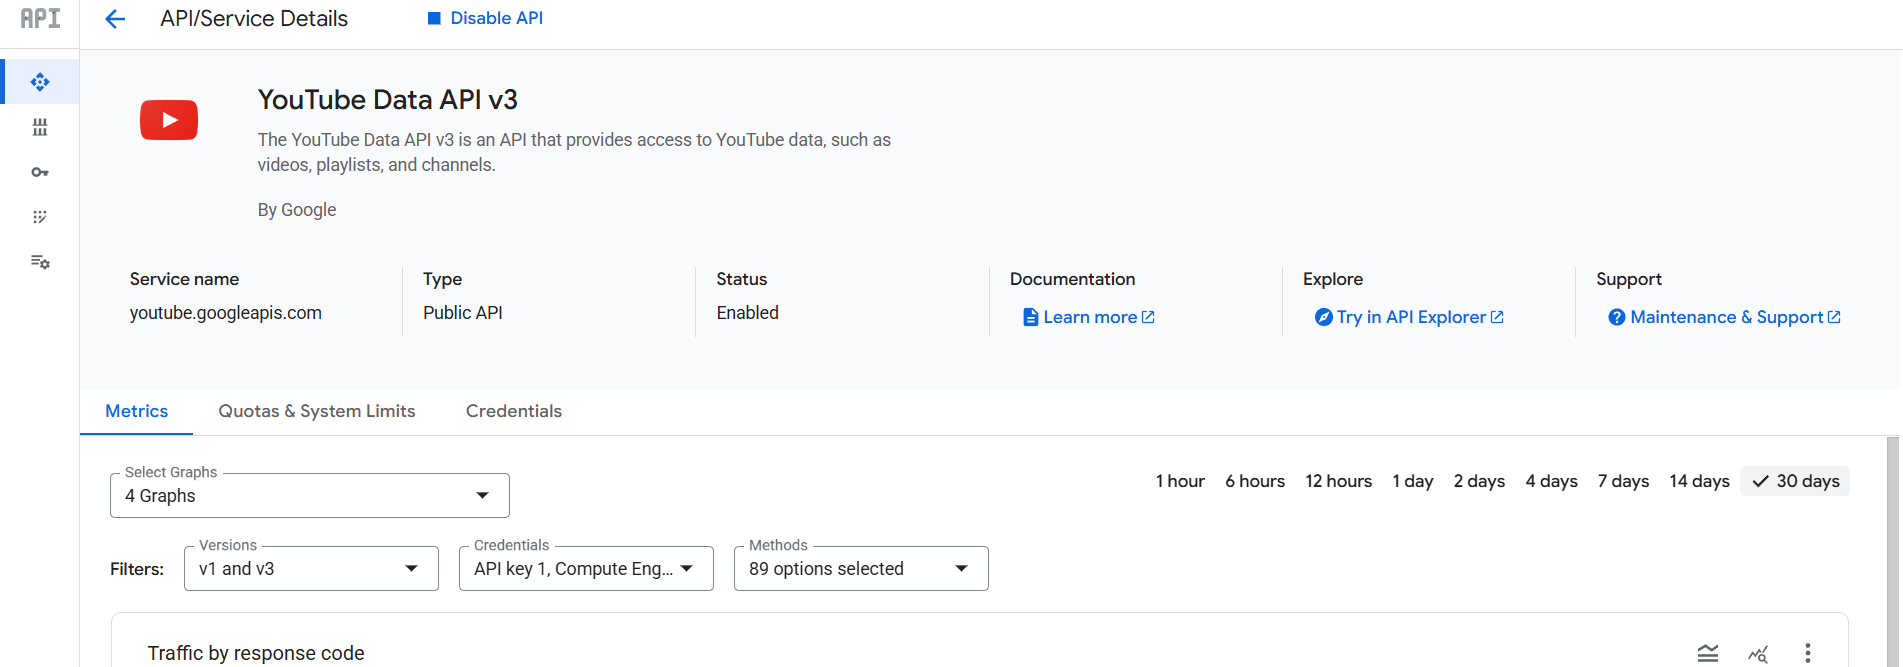 API
API/Service Details
Disable API
YouTube Data API v3
The YouTube Data API v3 is an API that provides access to YouTube data, such as
videos, playlists, and channels.
By Google
Service name
youtube.googleapis.com
Type
Public API
Status
Enabled
Documentation
Learn more
Explore
Try in API Explorer
Support
Maintenance & Support
Metrics
Quotas & System Limits
Credentials
Select Graphs
4 Graphs
1 hour
6 hours
12 hours
1 day
2 days
4 days
7 days
14 days
30 days
Filters:
Versions
v1 and v3
Credentials
API key 1, Compute Eng...
Methods
89 options selected
Traffic by response code